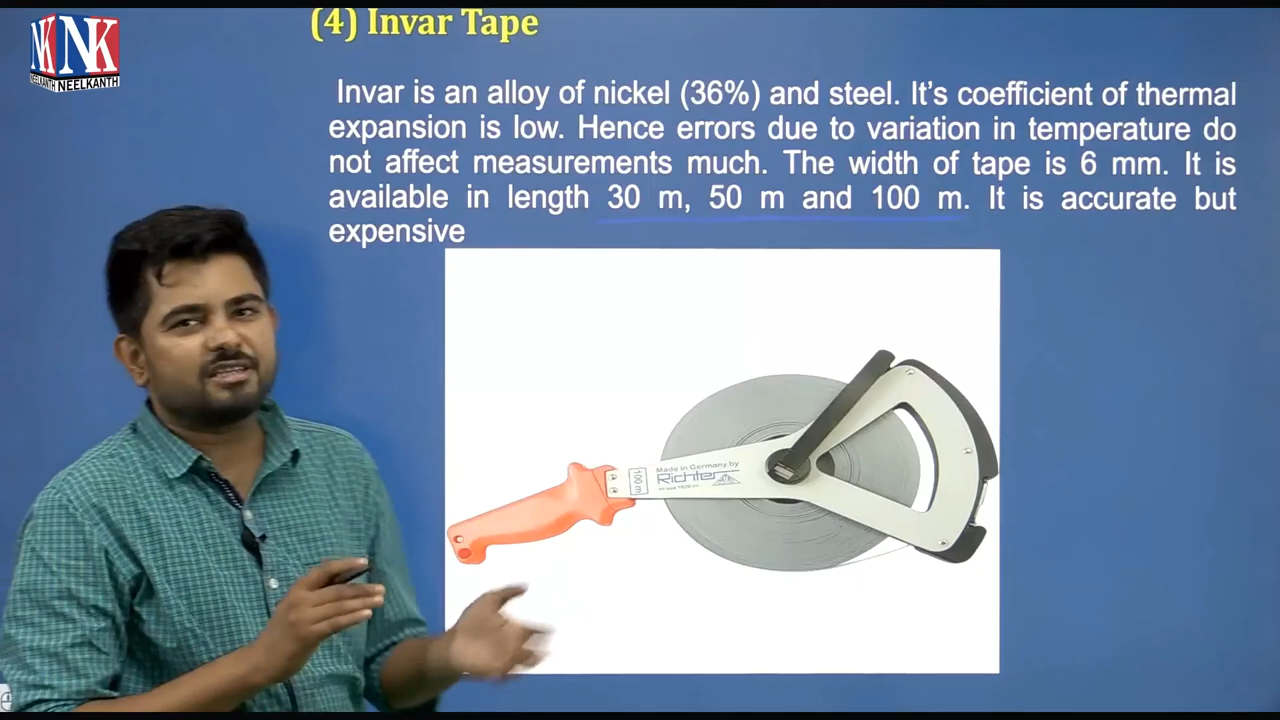 (4) Invar Tape
NK NK
NEELKANTH NEELKANTH
Invar is an alloy of nickel (36%) and steel. It's coefficient of thermal
expansion is low. Hence errors due to variation in temperature do
not affect measurements much. The width of tape is 6 mm. It is
available in length 30 m, 50 m and 100 m. It is accurate but
expensive
Made in Germany by
Richter
100 m